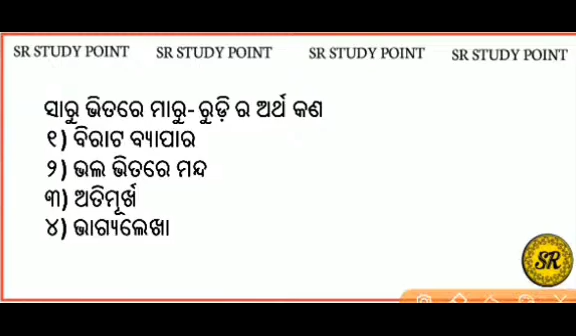 SR STUDY POINT SR STUDY POINT SR STUDY POINT SR STUDY POINT
ସାରୁ ଭିତରେ ମାରୁ- ରୁଡ଼ି ର ଅର୍ଥ କଣ
୧) ବିରାଟ ବ୍ୟାପାର
୨) ଭଲ ଭିତରେ ମନ୍ଦ
୩) ଅତିମୂର୍ଖ
୪) ଭାଗ୍ୟଲେଖା
SR